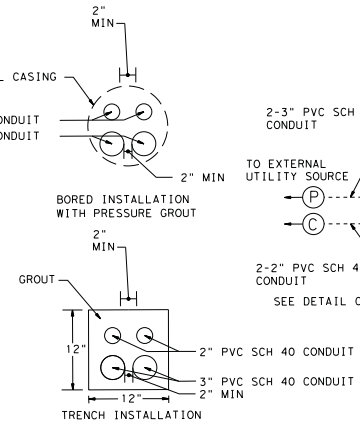 2"
MIN
L CASING
ONDUIT
ONDUIT
2" MIN
BORED INSTALLATION
WITH PRESSURE GROUT
2"
MIN
GROUT
12"
2" PVC SCH 40 CONDUIT
3" PVC SCH 40 CONDUIT
2" MIN
12"
TRENCH INSTALLATION
2-3" PVC SCH
CONDUIT
TO EXTERNAL
UTILITY SOURCE
P
C
2-2" PVC SCH 4
CONDUIT
SEE DETAIL C